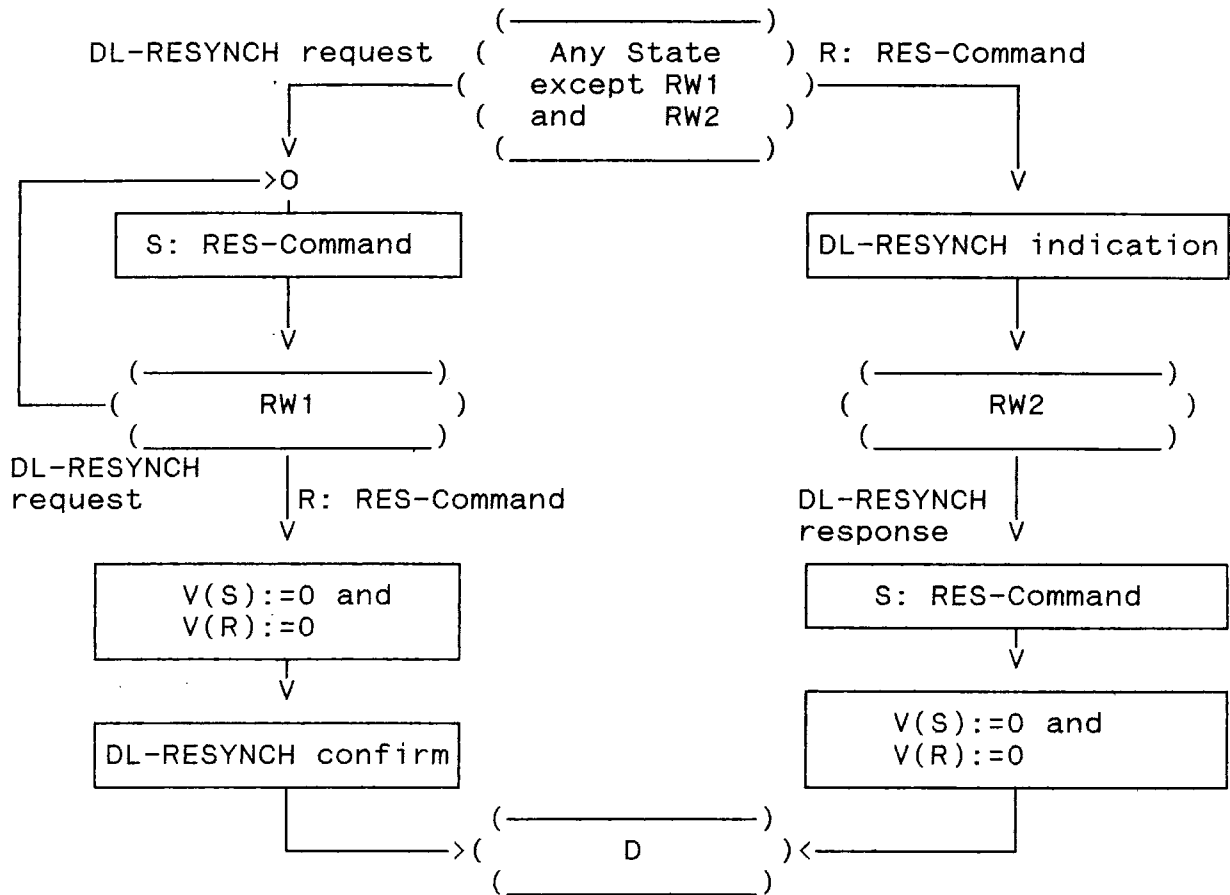 DL-RESYNCH request
Any State
except RW1
and RW2
R: RES-Command
S: RES-Command
DL-RESYNCH indication
RW1
RW2
DL-RESYNCH
request
R: RES-Command
DL-RESYNCH
response
V(S):=0 and
V(R):=0
S: RES-Command
DL-RESYNCH confirm
V(S):=0 and
V(R):=0
D